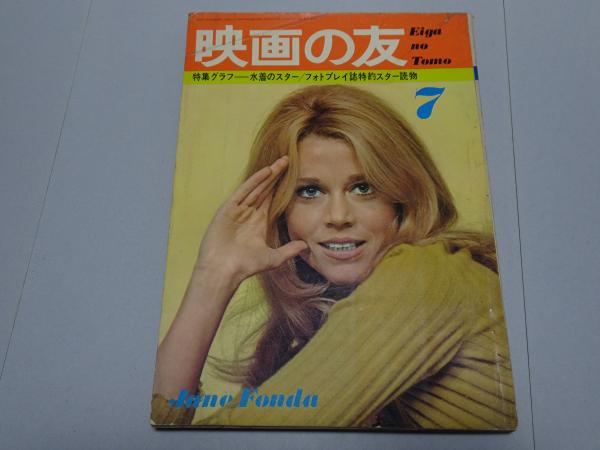 映画の友
Eiga
no
Tomo
特集グラフ——水着のスター/フォトプレイ誌特約スター読物
7
Jane Fonda